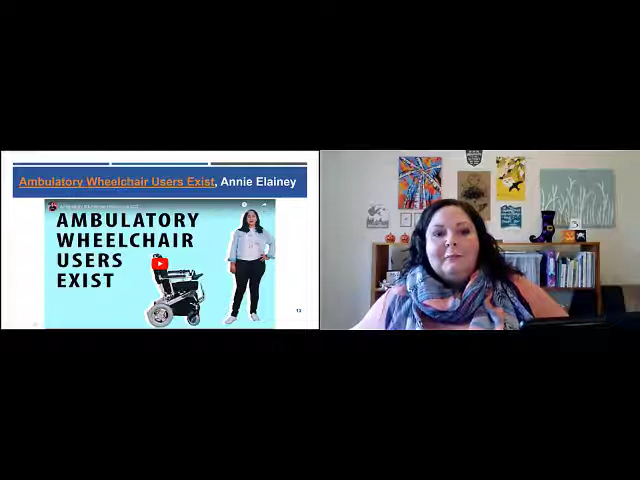 Ambulatory Wheelchair Users Exist, Annie Elainey
AMBULATORY
WHEELCHAIR
USERS
EXIST
13